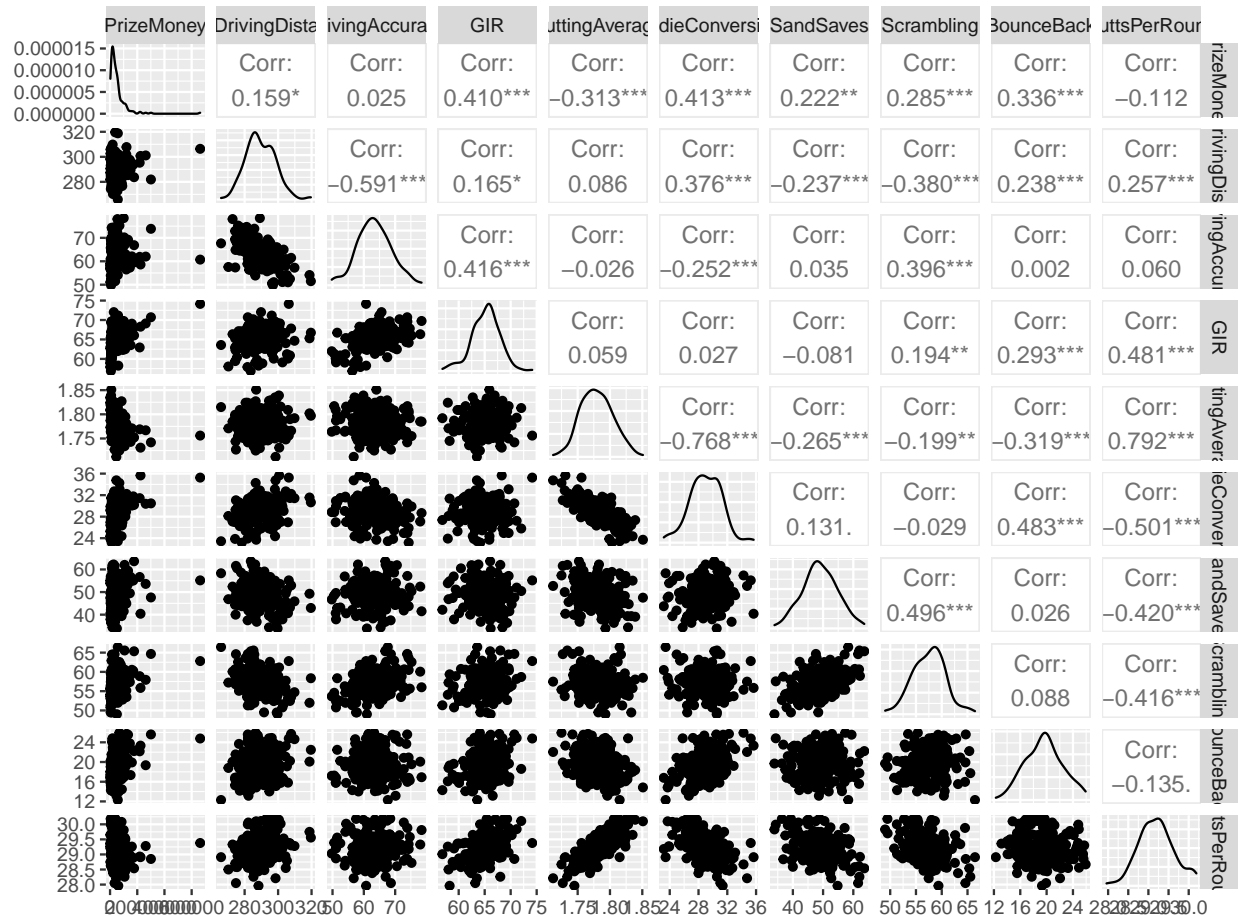 PrizeMoney DrivingDista ivingAccura GIR uttingAverag dieConversi SandSaves Scrambling BounceBack uttsPerRoun
0.000015
0.000010
0.000005
0.000000
Corr: Corr: Corr: Corr: Corr: Corr: Corr: Corr: Corr:
0.159* 0.025 0.410*** −0.313*** 0.413*** 0.222** 0.285*** 0.336*** −0.112
rizeMone
320
300
280
Corr: Corr: Corr: Corr: Corr: Corr: Corr: Corr:
−0.591*** 0.165* 0.086 0.376*** −0.237*** −0.380*** 0.238*** 0.257***
rivingDis
70
60
50
Corr: Corr: Corr: Corr: Corr: Corr: Corr:
0.416*** −0.026 −0.252*** 0.035 0.396*** 0.002 0.060
ingAccur
75
70
65
60
Corr: Corr: Corr: Corr: Corr: Corr:
0.059 0.027 −0.081 0.194** 0.293*** 0.481***
GIR
1.85
1.80
1.75
Corr: Corr: Corr: Corr: Corr:
−0.768*** −0.265*** −0.199** −0.319*** 0.792***
tingAvera
36
32
28
24
Corr: Corr: Corr: Corr:
0.131. −0.029 0.483*** −0.501***
ieConver
60
50
40
Corr: Corr: Corr:
0.496*** 0.026 −0.420***
andSave
65
60
55
50
Corr: Corr:
0.088 −0.416***
cramblin
24
20
16
12
Corr:
−0.135.
ounceBa
30.0
29.5
29.0
28.5
28.0
tsPerRou
280 300 320 50 60 70 60 65 70 75 1.75 1.80 1.85 24 28 32 36 40 50 60 50 55 60 65 12 16 20 24